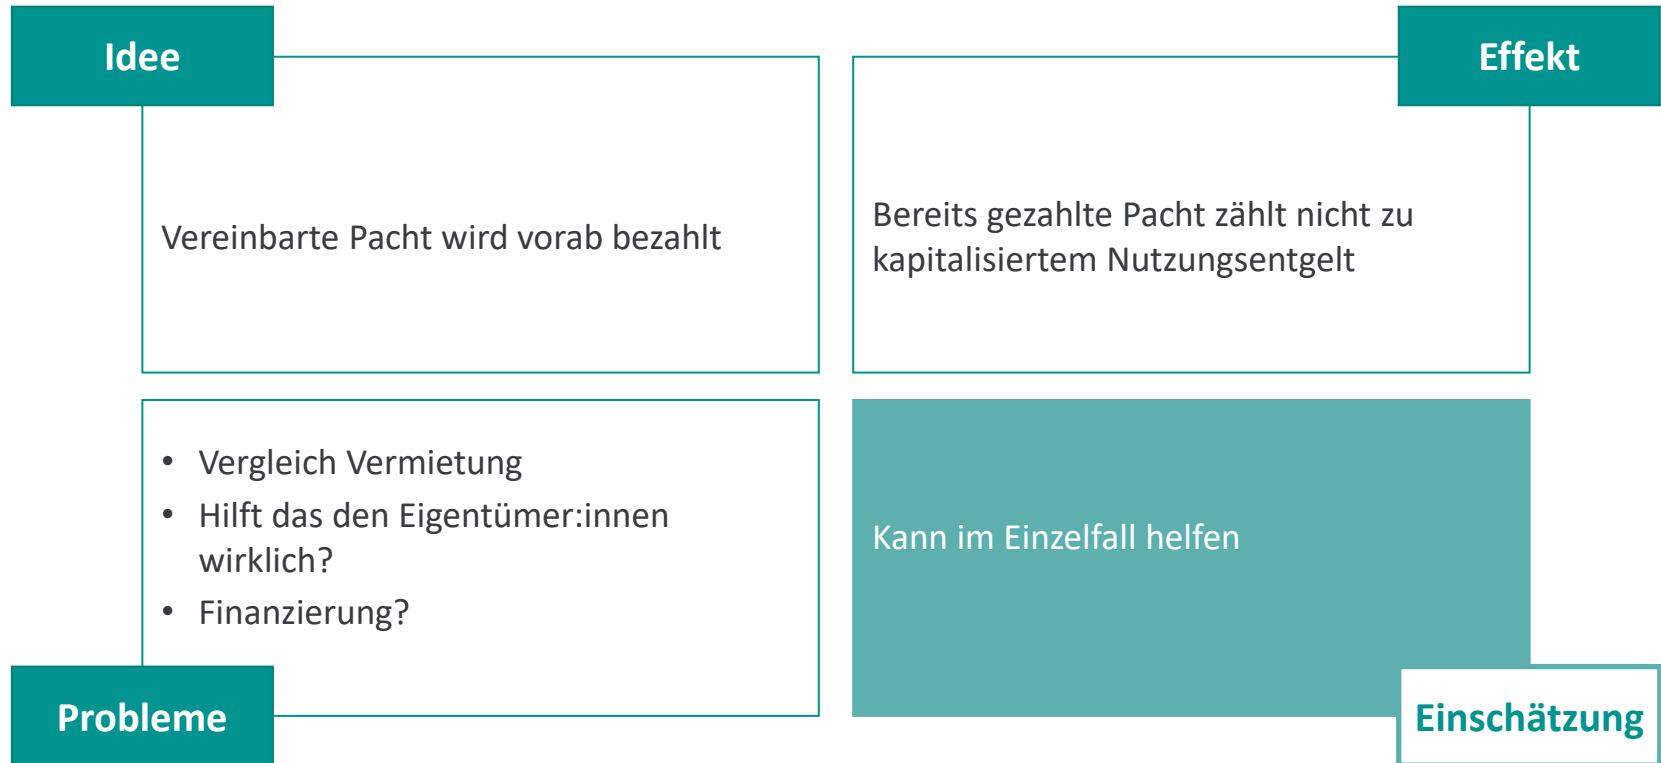 Idee
Vereinbarte Pacht wird vorab bezahlt
Effekt
Bereits gezahlte Pacht zählt nicht zu
kapitalisiertem Nutzungsentgelt
• Vergleich Vermietung
• Hilft das den Eigentümer:innen
wirklich?
• Finanzierung?
Probleme
Kann im Einzelfall helfen
Einschätzung